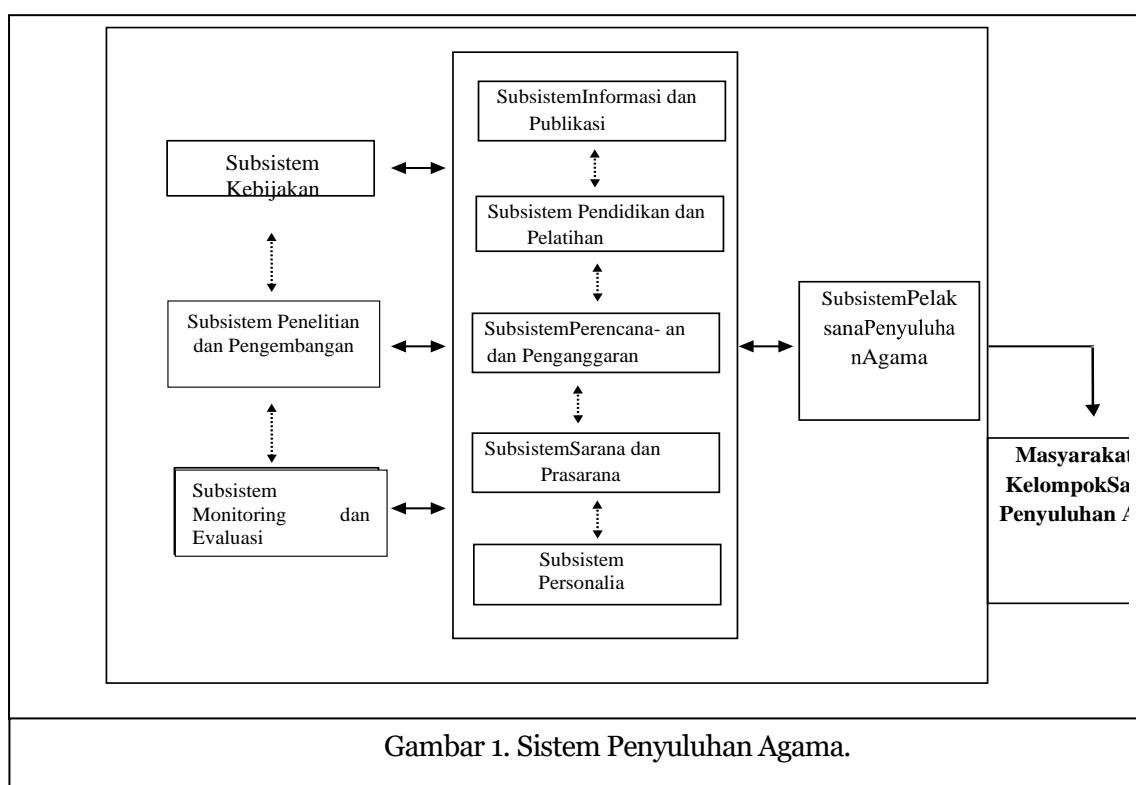 SubsistemInformasi dan
Publikasi
Subsistem
Kebijakan
Subsistem Pendidikan dan
Pelatihan
Subsistem Penelitian
dan Pengembangan
SubsistemPerencana- an
dan Penganggaran
SubsistemPelak
sanaPenyuluha
nAgama
SubsistemSarana dan
Prasarana
Subsistem
Monitoring dan
Evaluasi
Subsistem
Personalia
Masyarakat
KelompokSa
Penyuluhan A
Gambar 1. Sistem Penyuluhan Agama.